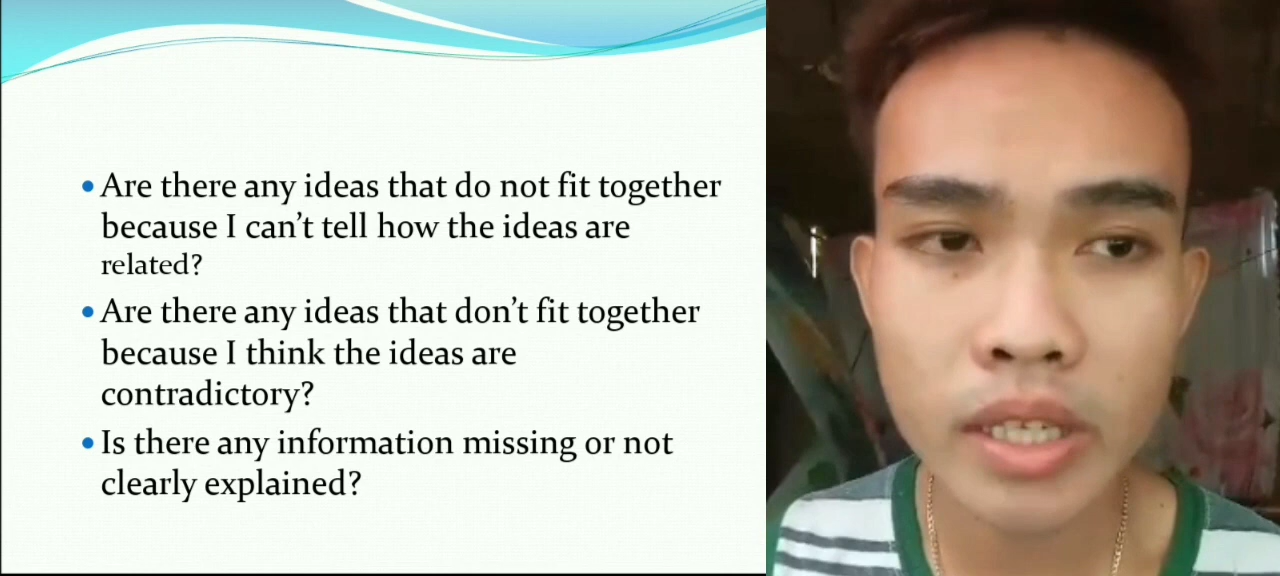 Are there any ideas that do not fit together
because I can’t tell how the ideas are
related?
Are there any ideas that don’t fit together
because I think the ideas are
contradictory?
Is there any information missing or not
clearly explained?